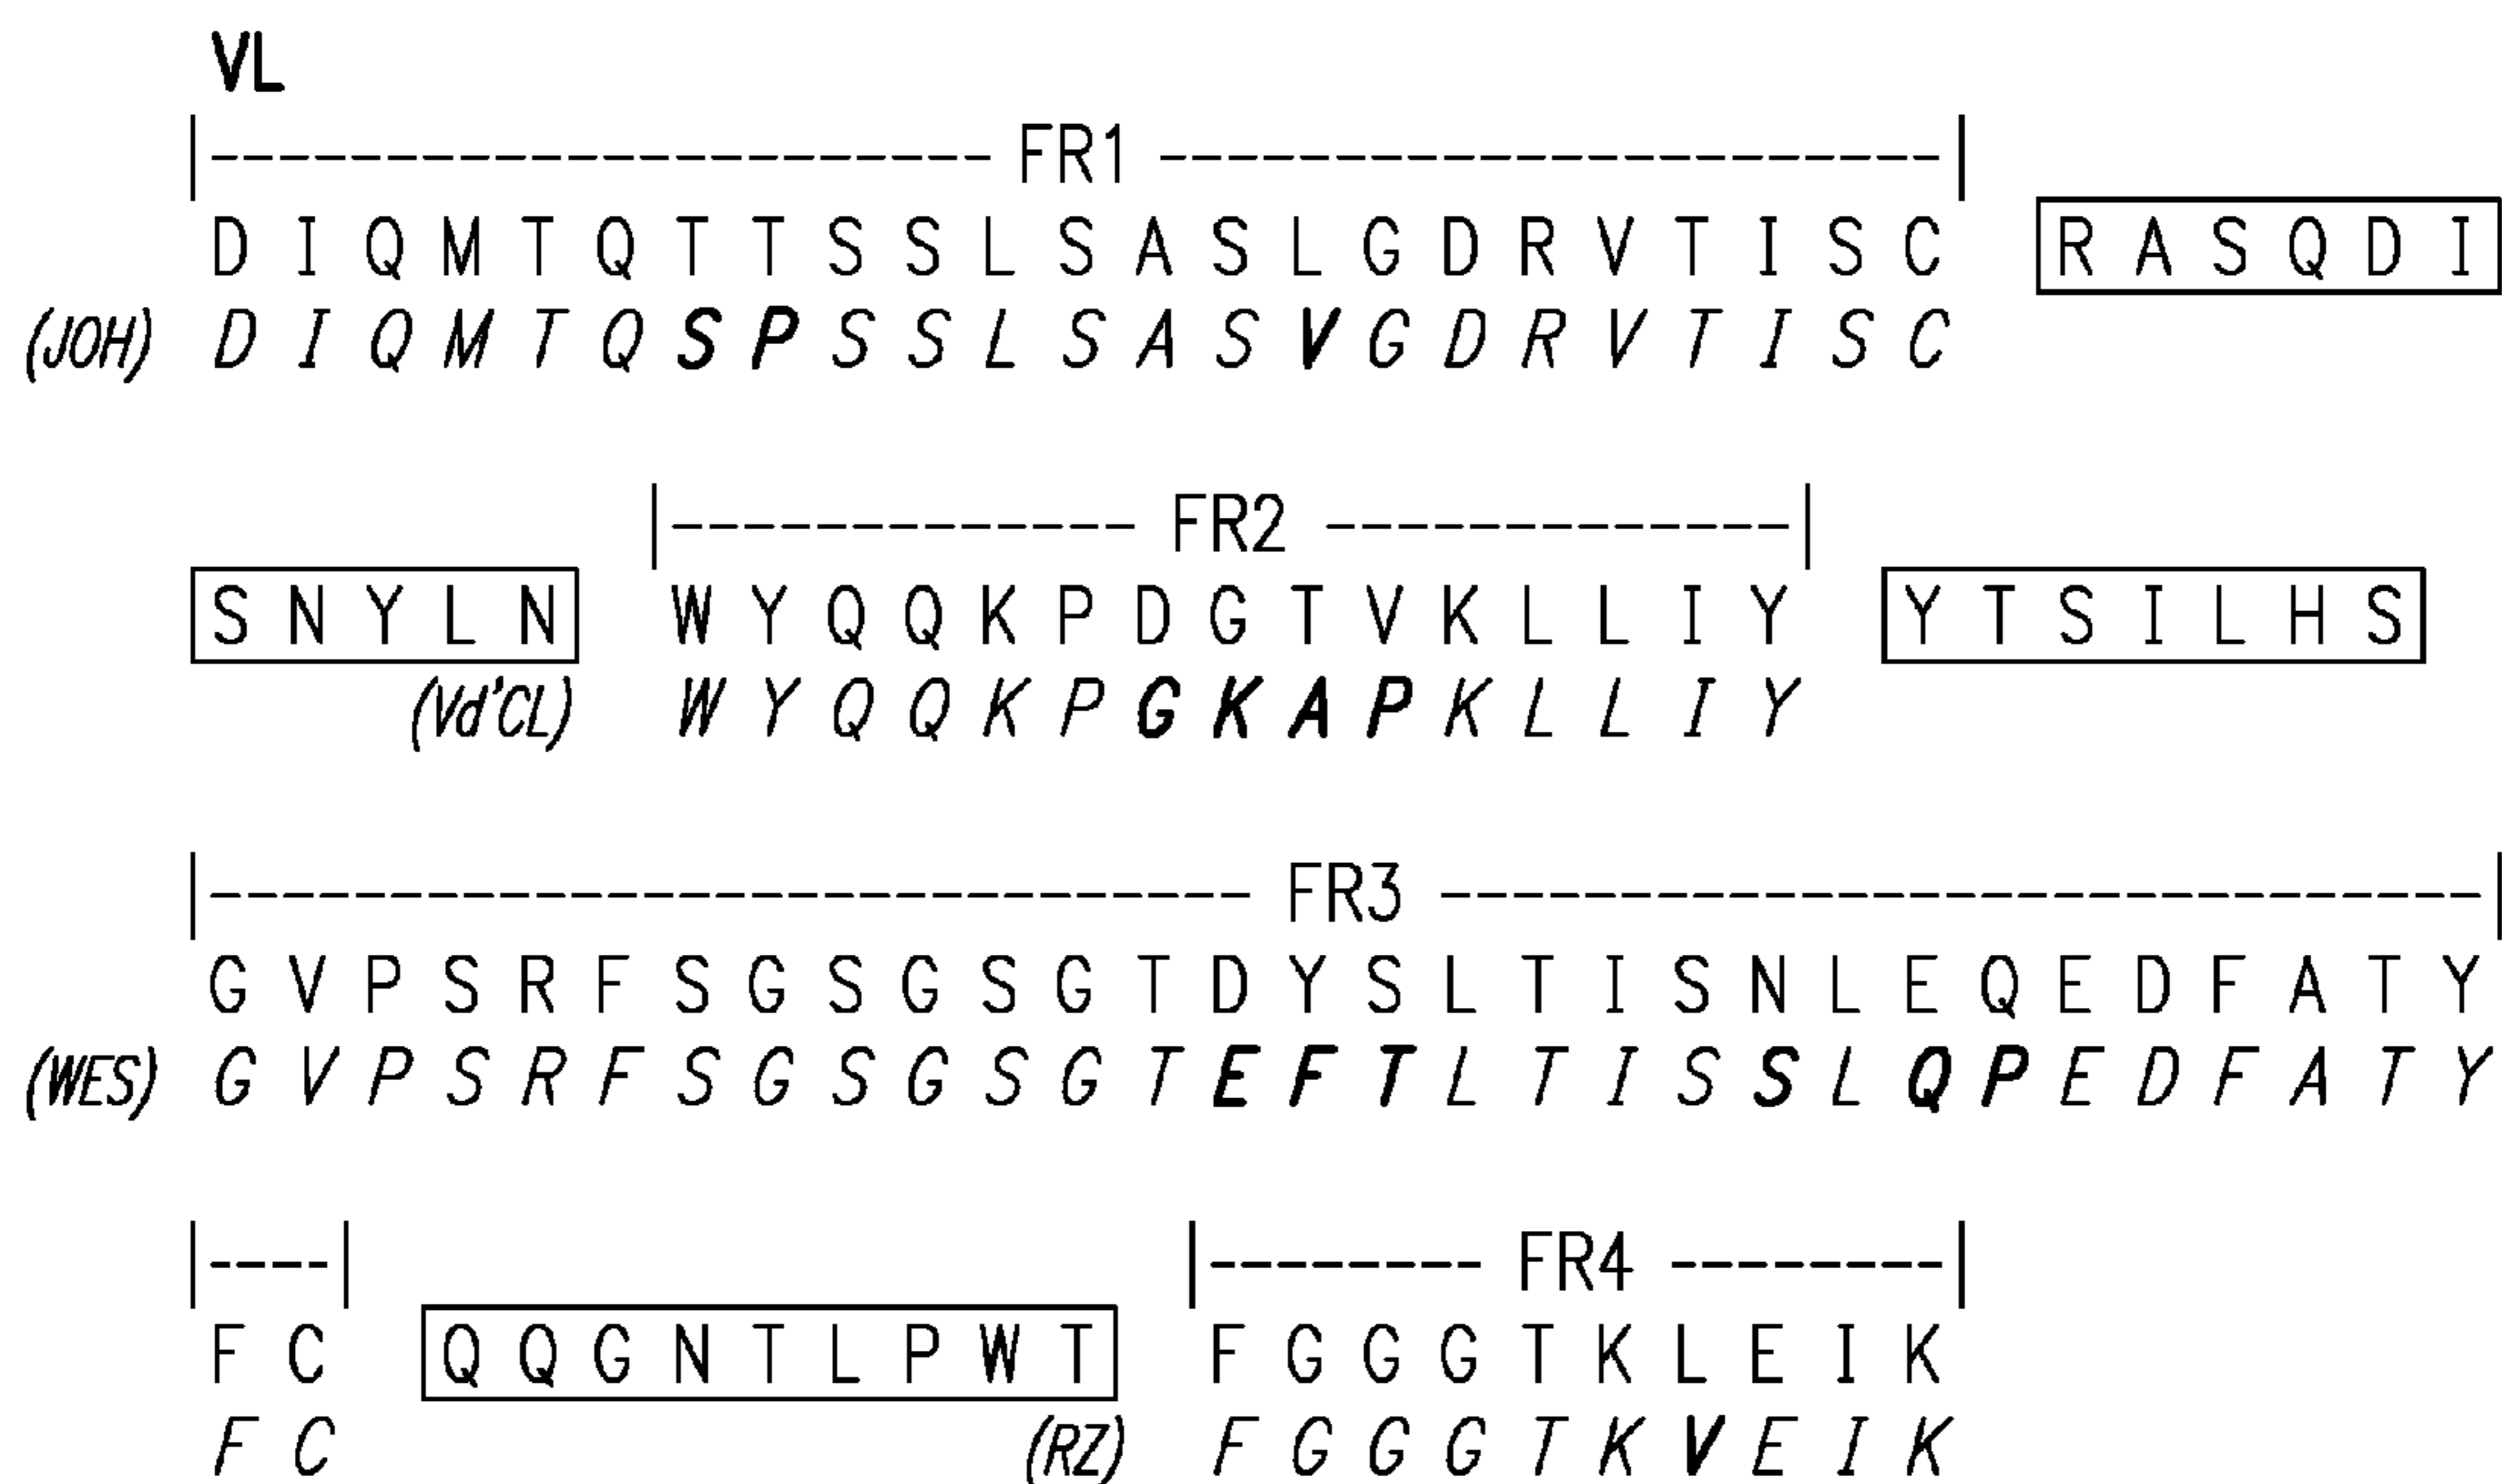 VL
|---------------------- FR1 ----------------------|
D I Q M T Q T T S S L S A S L G D R V T I S C R A S Q D I
(JOH) D I Q M T Q S P S S L S A S V G D R V T I S C
|------------- FR2 -------------|
S N Y L N W Y Q Q K P D G T V K L L I Y Y T S I L H S
(Vd'CL) W Y Q Q K P G K A P K L L I Y
|----------------------------- FR3 -----------------------------|
G V P S R F S G S G S G T D Y S L T I S N L E Q E D F A T Y
(WES) G V P S R F S G S G S G T E F T L T I S S L Q P E D F A T Y
|----| |-------- FR4 --------|
F C Q Q G N T L P W T F G G G T K L E I K
F C (RZ) F G G G T K V E I K